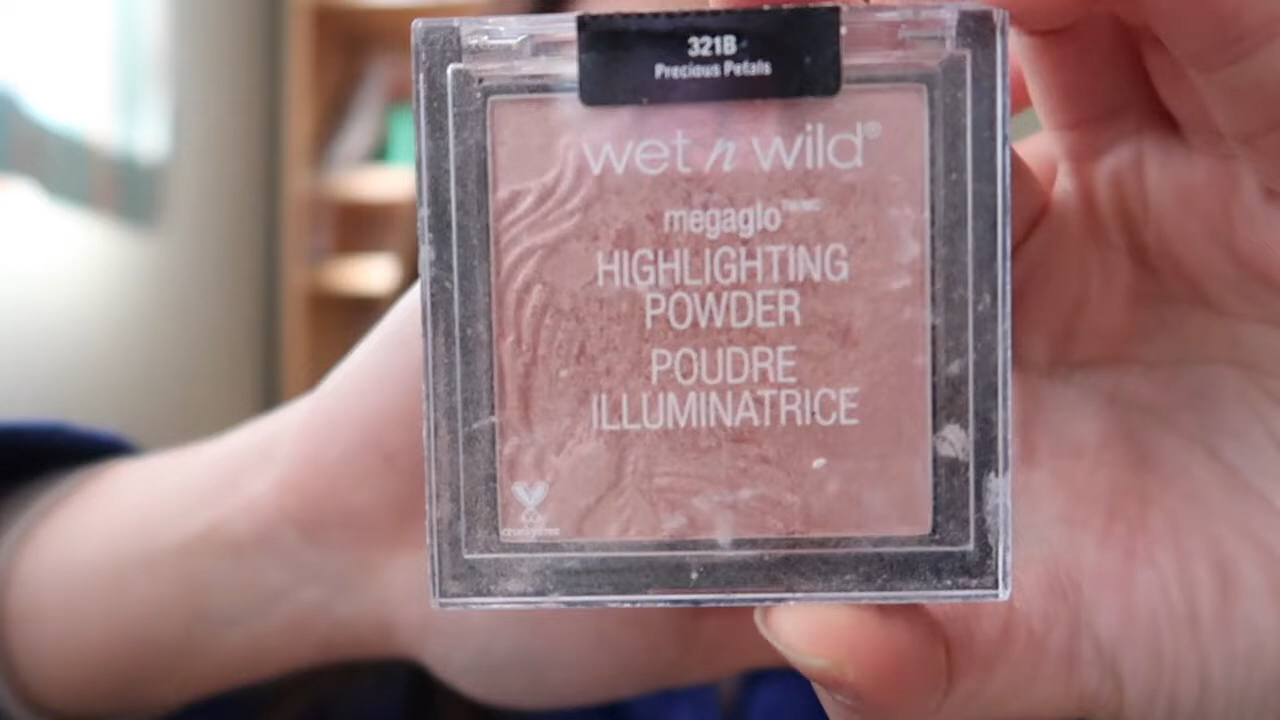 321B
Precious Petals
wet n wild®
megaglo
HIGHLIGHTING
POWDER
POUDRE
ILLUMINATRICE